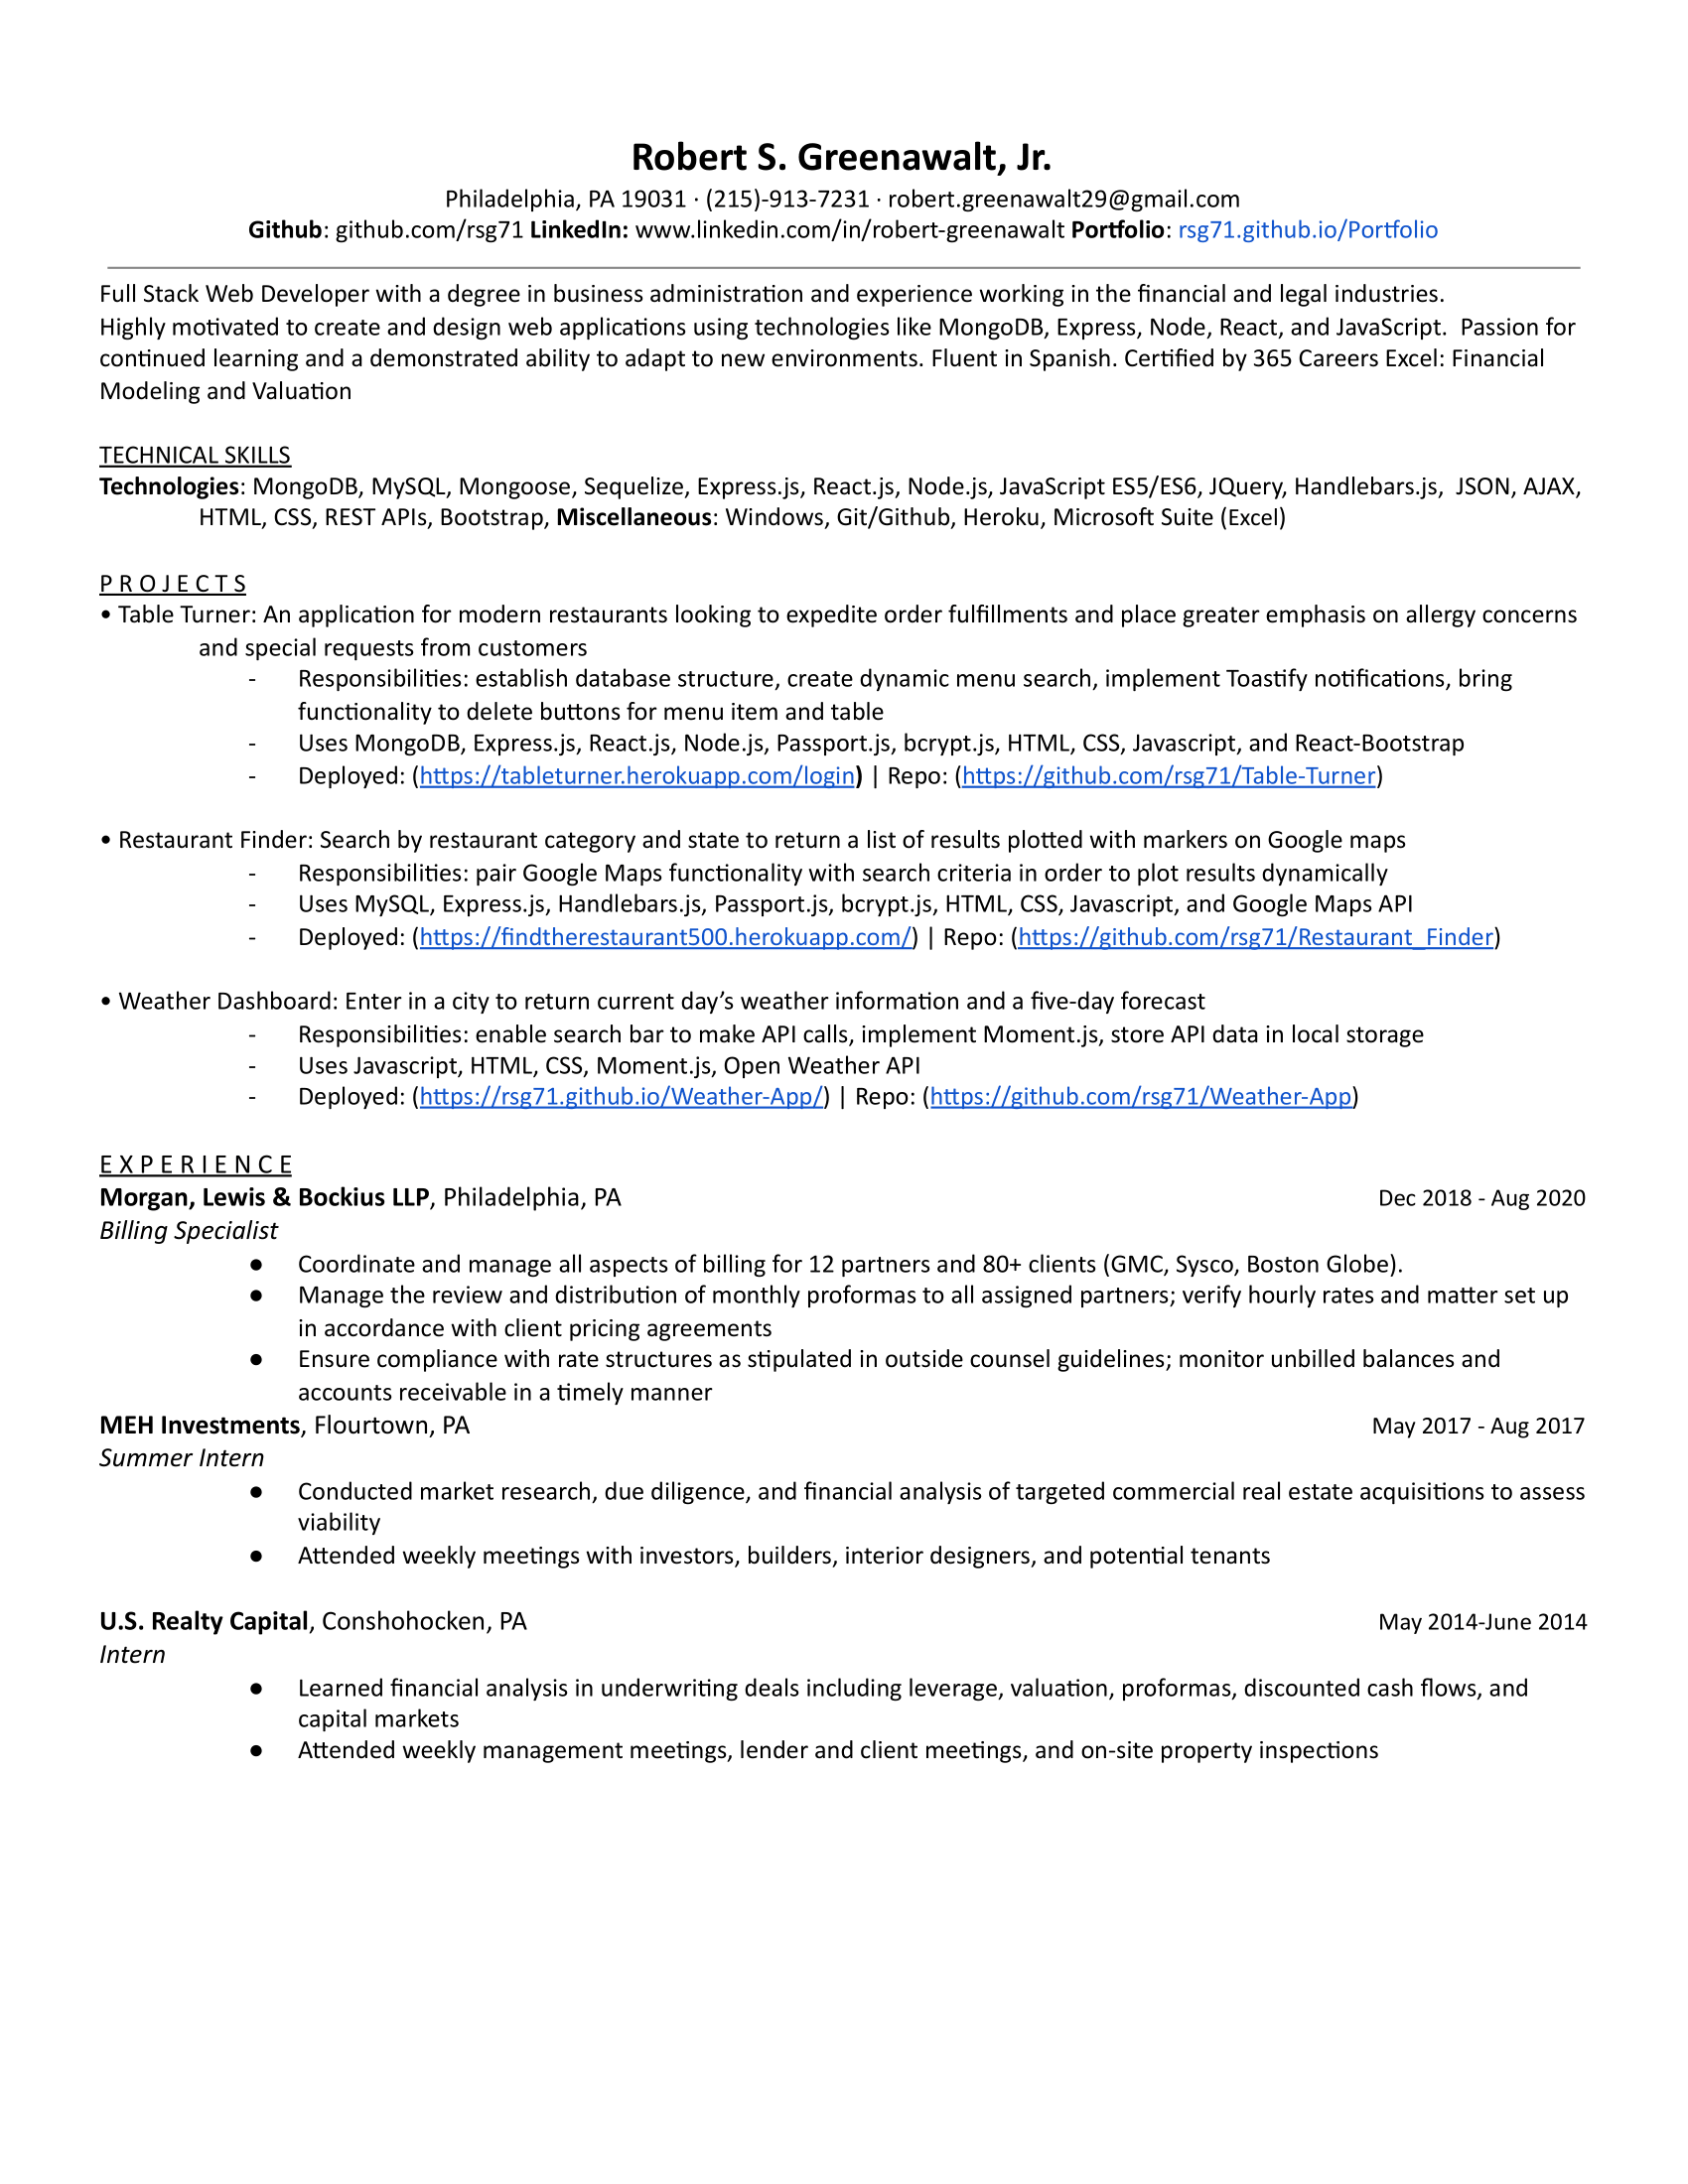 Robert S. Greenawalt, Jr.
Philadelphia, PA 19031 · (215)-913-7231 · robert.greenawalt29@gmail.com
Github: github.com/rsg71 LinkedIn: www.linkedin.com/in/robert-greenawalt Portfolio: rsg71.github.io/Portfolio
Full Stack Web Developer with a degree in business administration and experience working in the financial and legal industries.
Highly motivated to create and design web applications using technologies like MongoDB, Express, Node, React, and JavaScript.  Passion for
continued learning and a demonstrated ability to adapt to new environments. Fluent in Spanish. Certified by 365 Careers Excel: Financial
Modeling and Valuation
TECHNICAL SKILLS
Technologies: MongoDB, MySQL, Mongoose, Sequelize, Express.js, React.js, Node.js, JavaScript ES5/ES6, JQuery, Handlebars.js,  JSON, AJAX,
HTML, CSS, REST APIs, Bootstrap, Miscellaneous: Windows, Git/Github, Heroku, Microsoft Suite (Excel)
P R O J E C T S
• Table Turner: An application for modern restaurants looking to expedite order fulfillments and place greater emphasis on allergy concerns
and special requests from customers
- Responsibilities: establish database structure, create dynamic menu search, implement Toastify notifications, bring
functionality to delete buttons for menu item and table
- Uses MongoDB, Express.js, React.js, Node.js, Passport.js, bcrypt.js, HTML, CSS, Javascript, and React-Bootstrap
- Deployed: (https://tableturner.herokuapp.com/login) | Repo: (https://github.com/rsg71/Table-Turner)
• Restaurant Finder: Search by restaurant category and state to return a list of results plotted with markers on Google maps
- Responsibilities: pair Google Maps functionality with search criteria in order to plot results dynamically
- Uses MySQL, Express.js, Handlebars.js, Passport.js, bcrypt.js, HTML, CSS, Javascript, and Google Maps API
- Deployed: (https://findtherestaurant500.herokuapp.com/) | Repo: (https://github.com/rsg71/Restaurant_Finder)
• Weather Dashboard: Enter in a city to return current day’s weather information and a five-day forecast
- Responsibilities: enable search bar to make API calls, implement Moment.js, store API data in local storage
- Uses Javascript, HTML, CSS, Moment.js, Open Weather API
- Deployed: (https://rsg71.github.io/Weather-App/) | Repo: (https://github.com/rsg71/Weather-App)
E X P E R I E N C E
Morgan, Lewis & Bockius LLP, Philadelphia, PA Dec 2018 - Aug 2020
Billing Specialist
● Coordinate and manage all aspects of billing for 12 partners and 80+ clients (GMC, Sysco, Boston Globe).
● Manage the review and distribution of monthly proformas to all assigned partners; verify hourly rates and matter set up
in accordance with client pricing agreements
● Ensure compliance with rate structures as stipulated in outside counsel guidelines; monitor unbilled balances and
accounts receivable in a timely manner
MEH Investments, Flourtown, PA May 2017 - Aug 2017
Summer Intern
● Conducted market research, due diligence, and financial analysis of targeted commercial real estate acquisitions to assess
viability
● Attended weekly meetings with investors, builders, interior designers, and potential tenants
U.S. Realty Capital, Conshohocken, PA May 2014-June 2014
Intern
● Learned financial analysis in underwriting deals including leverage, valuation, proformas, discounted cash flows, and
capital markets
● Attended weekly management meetings, lender and client meetings, and on-site property inspections